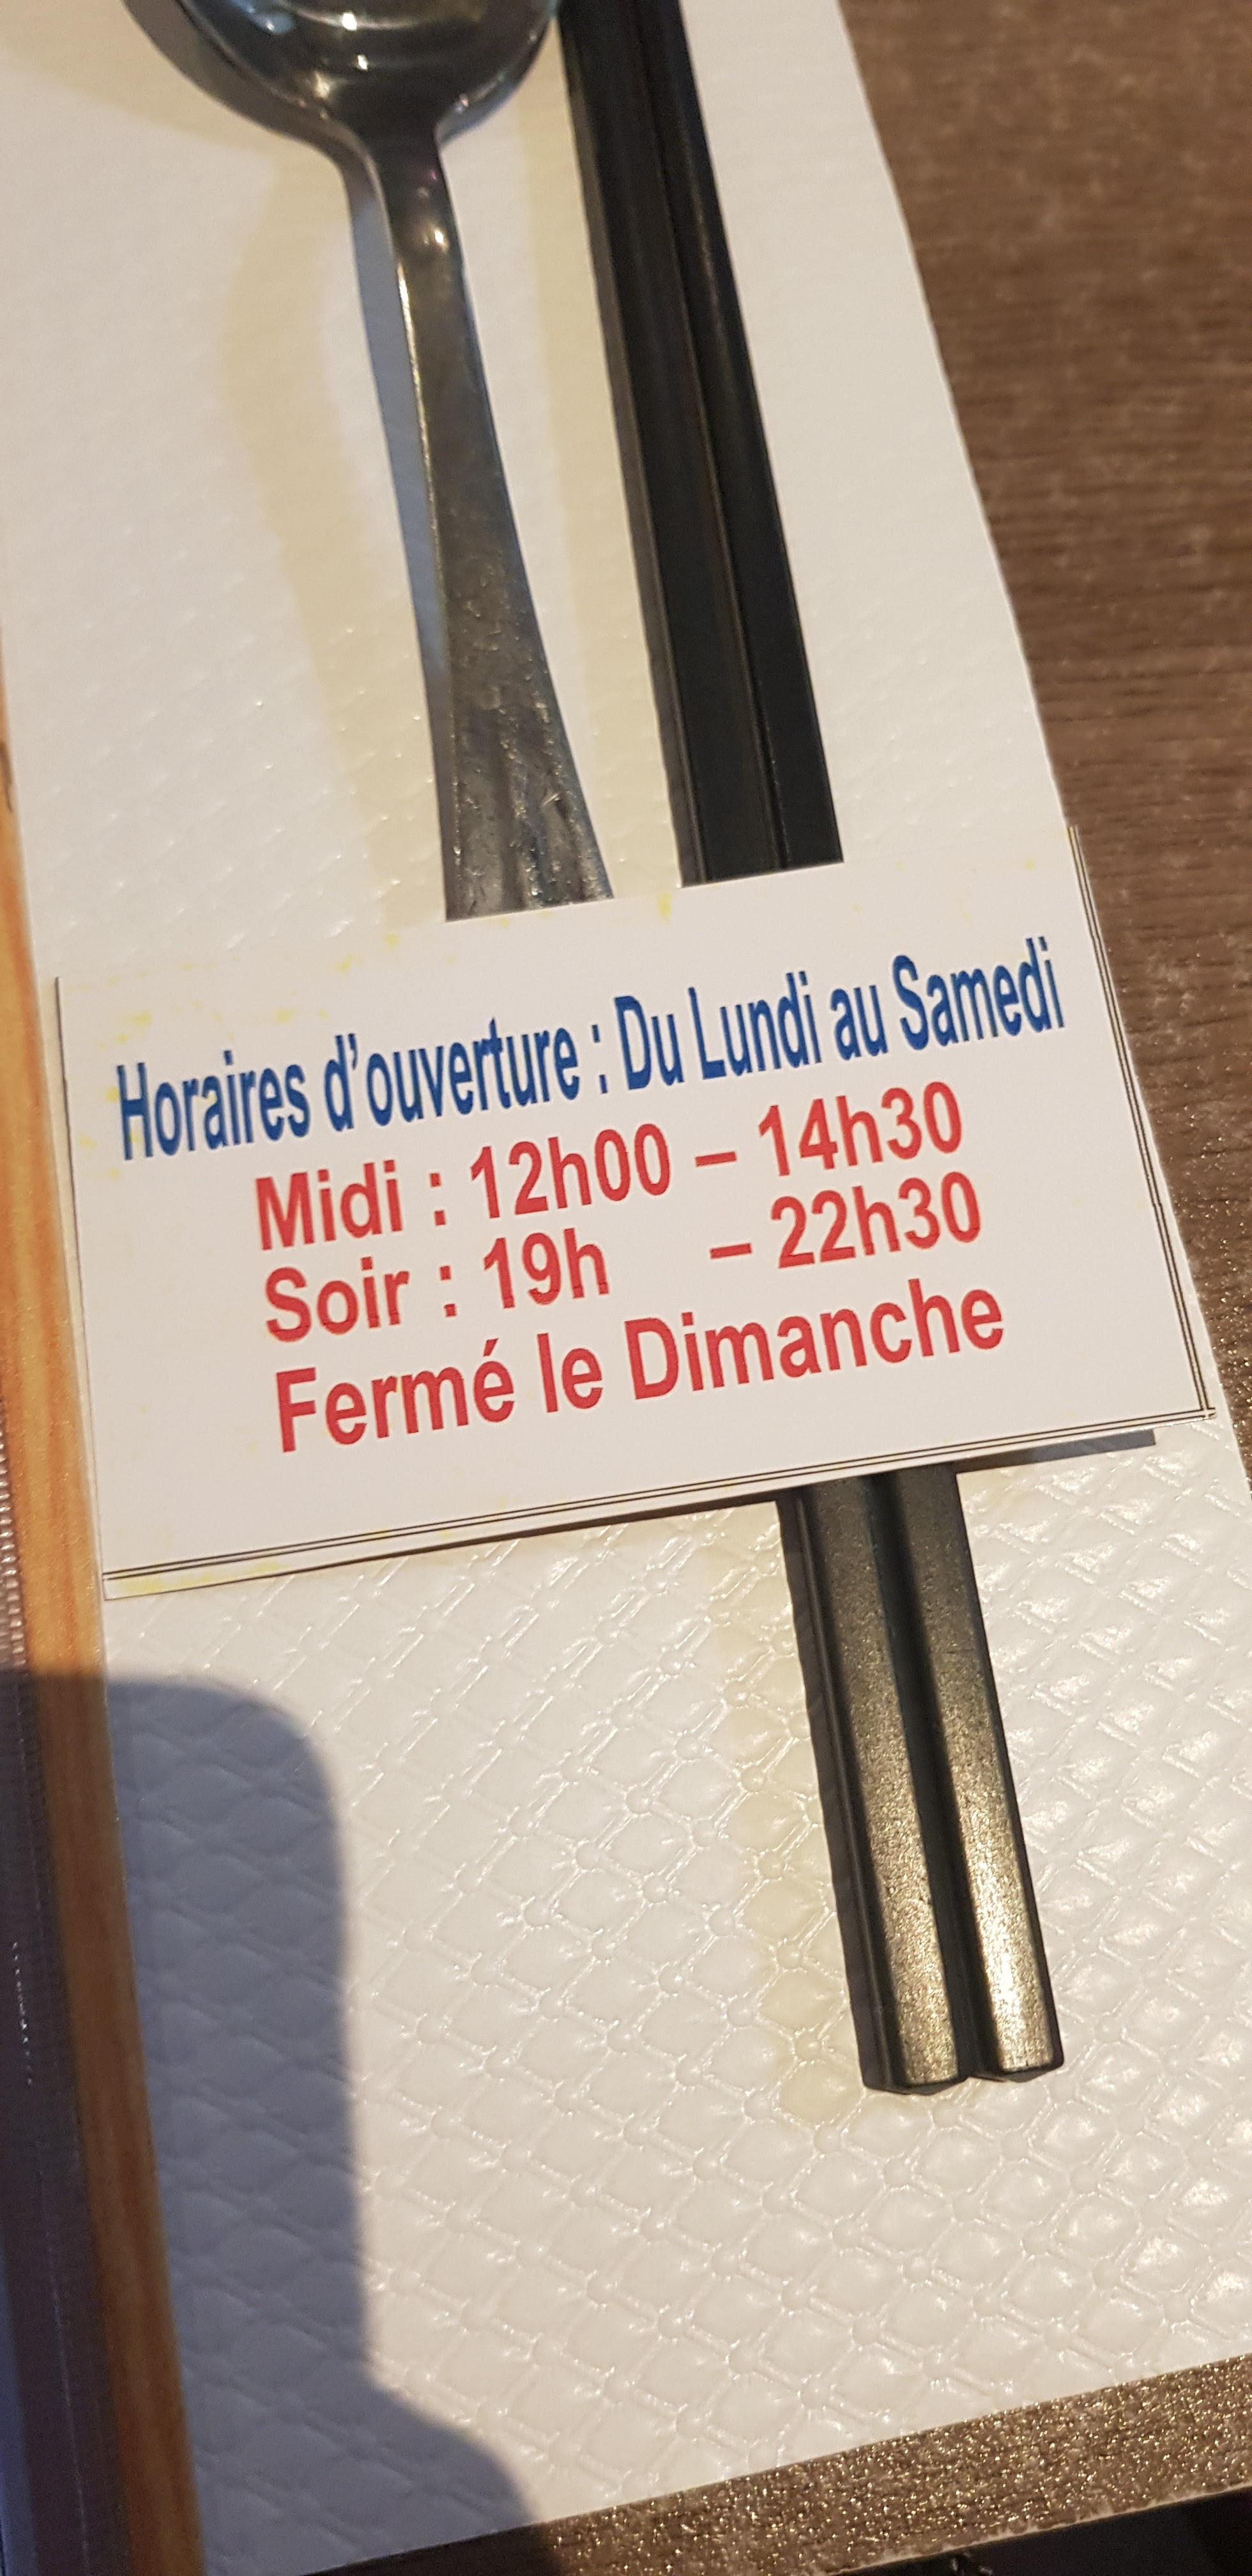 Horaires d’ouverture : Du Lundi au Samedi
Midi : 12h00 – 14h30
Soir : 19h – 22h30
Fermé le Dimanche